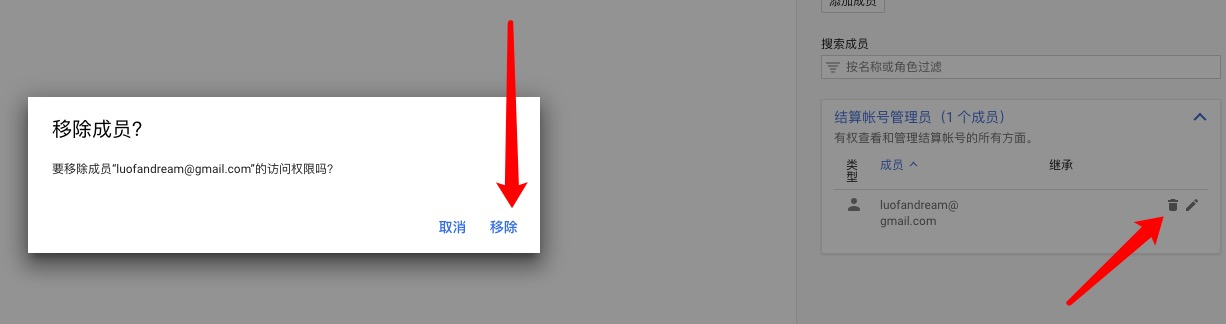 添加成员
搜索成员
按名称或角色过滤
移除成员?
要移除成员“luofandream@gmail.com”的访问权限吗?
取消 移除
结算帐号管理员（1 个成员）
有权查看和管理结算帐号的所有方面。
类型 成员 继承
luofandream@
gmail.com